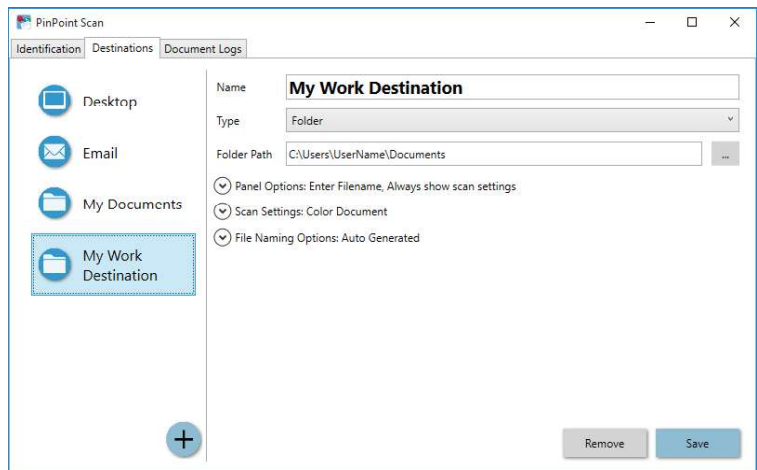 PinPoint Scan
Identification Destinations Document Logs
Desktop
Email
My Documents
My Work
Destination
Name My Work Destination
Type Folder
Folder Path C:\Users\UserName\Documents ...
Panel Options: Enter Filename, Always show scan settings
Scan Settings: Color Document
File Naming Options: Auto Generated
Remove Save